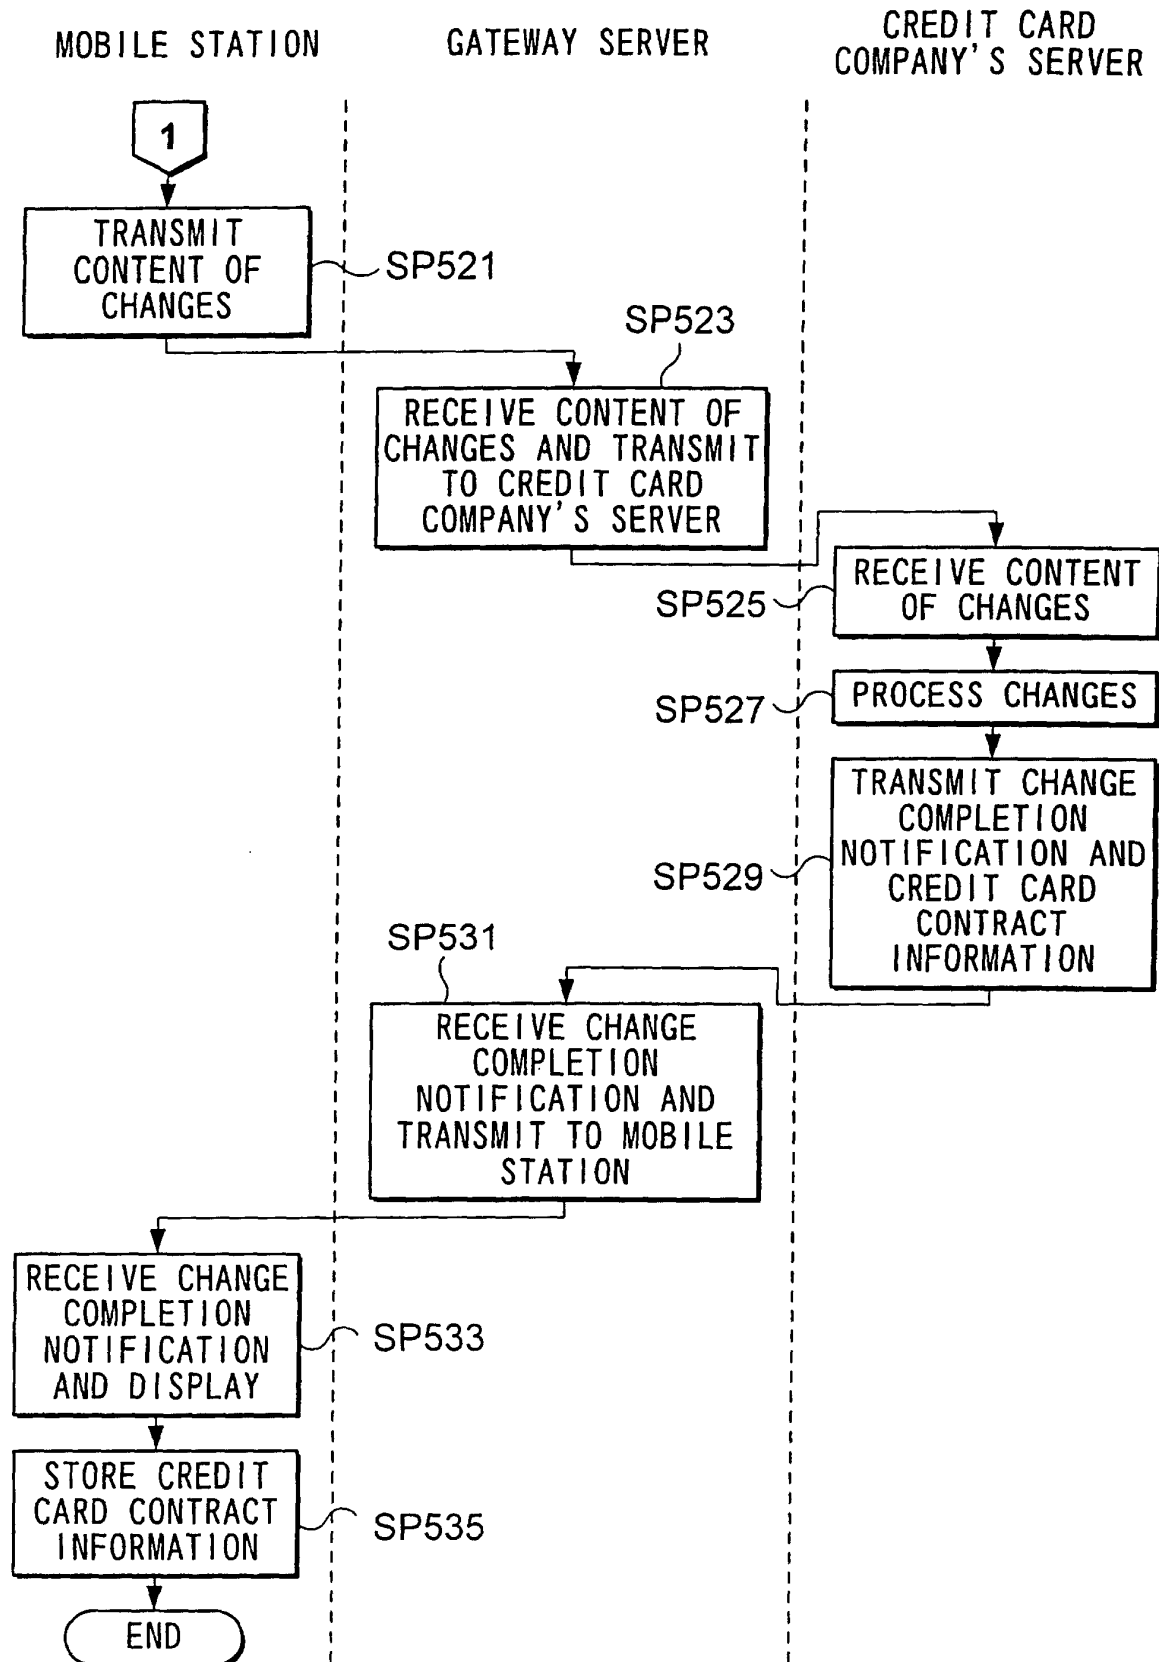 MOBILE STATION
GATEWAY SERVER
CREDIT CARD
COMPANY'S SERVER
1
TRANSMIT
CONTENT OF
CHANGES
SP521
SP523
RECEIVE CONTENT OF
CHANGES AND TRANSMIT
TO CREDIT CARD
COMPANY'S SERVER
RECEIVE CONTENT
OF CHANGES
SP525
PROCESS CHANGES
SP527
TRANSMIT CHANGE
COMPLETION
NOTIFICATION AND
CREDIT CARD
CONTRACT
INFORMATION
SP529
SP531
RECEIVE CHANGE
COMPLETION
NOTIFICATION AND
TRANSMIT TO MOBILE
STATION
RECEIVE CHANGE
COMPLETION
NOTIFICATION
AND DISPLAY
SP533
STORE CREDIT
CARD CONTRACT
INFORMATION
SP535
END